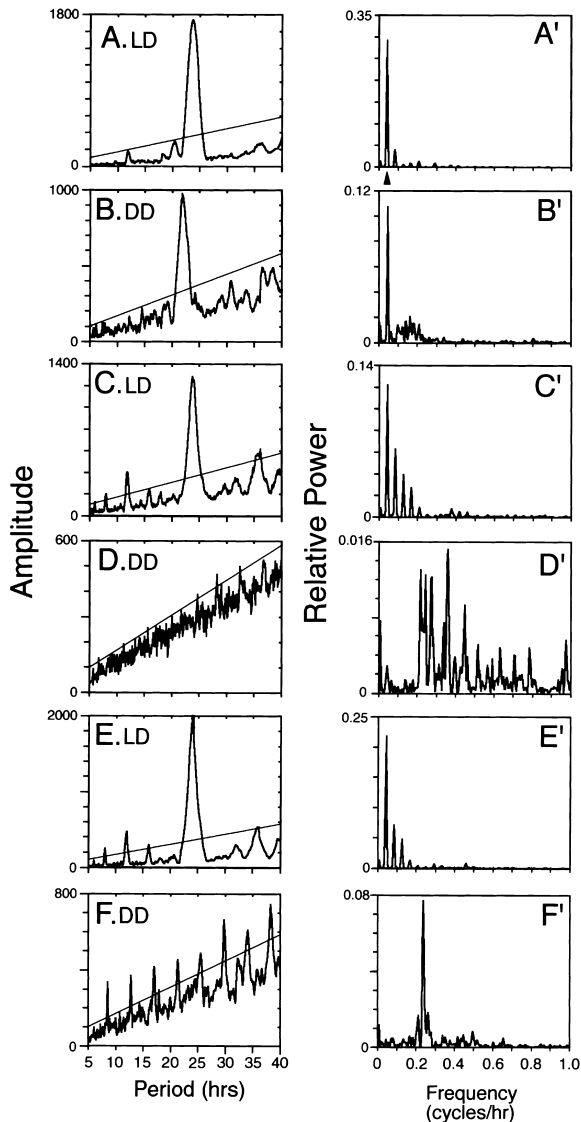 1800
A. LD
0
0.35
A'
0
1000
B. DD
0
0.12
B'
0
1400
C. LD
0
0.14
C'
0
Amplitude
Relative Power
600
D. DD
0
0.016
D'
0
2000
E. LD
0
0.25
E'
0
800
F. DD
0
5 10 15 20 25 30 35 40
Period (hrs)
0.08
F'
0
0 0.2 0.4 0.6 0.8 1.0
Frequency
(cycles/hr)